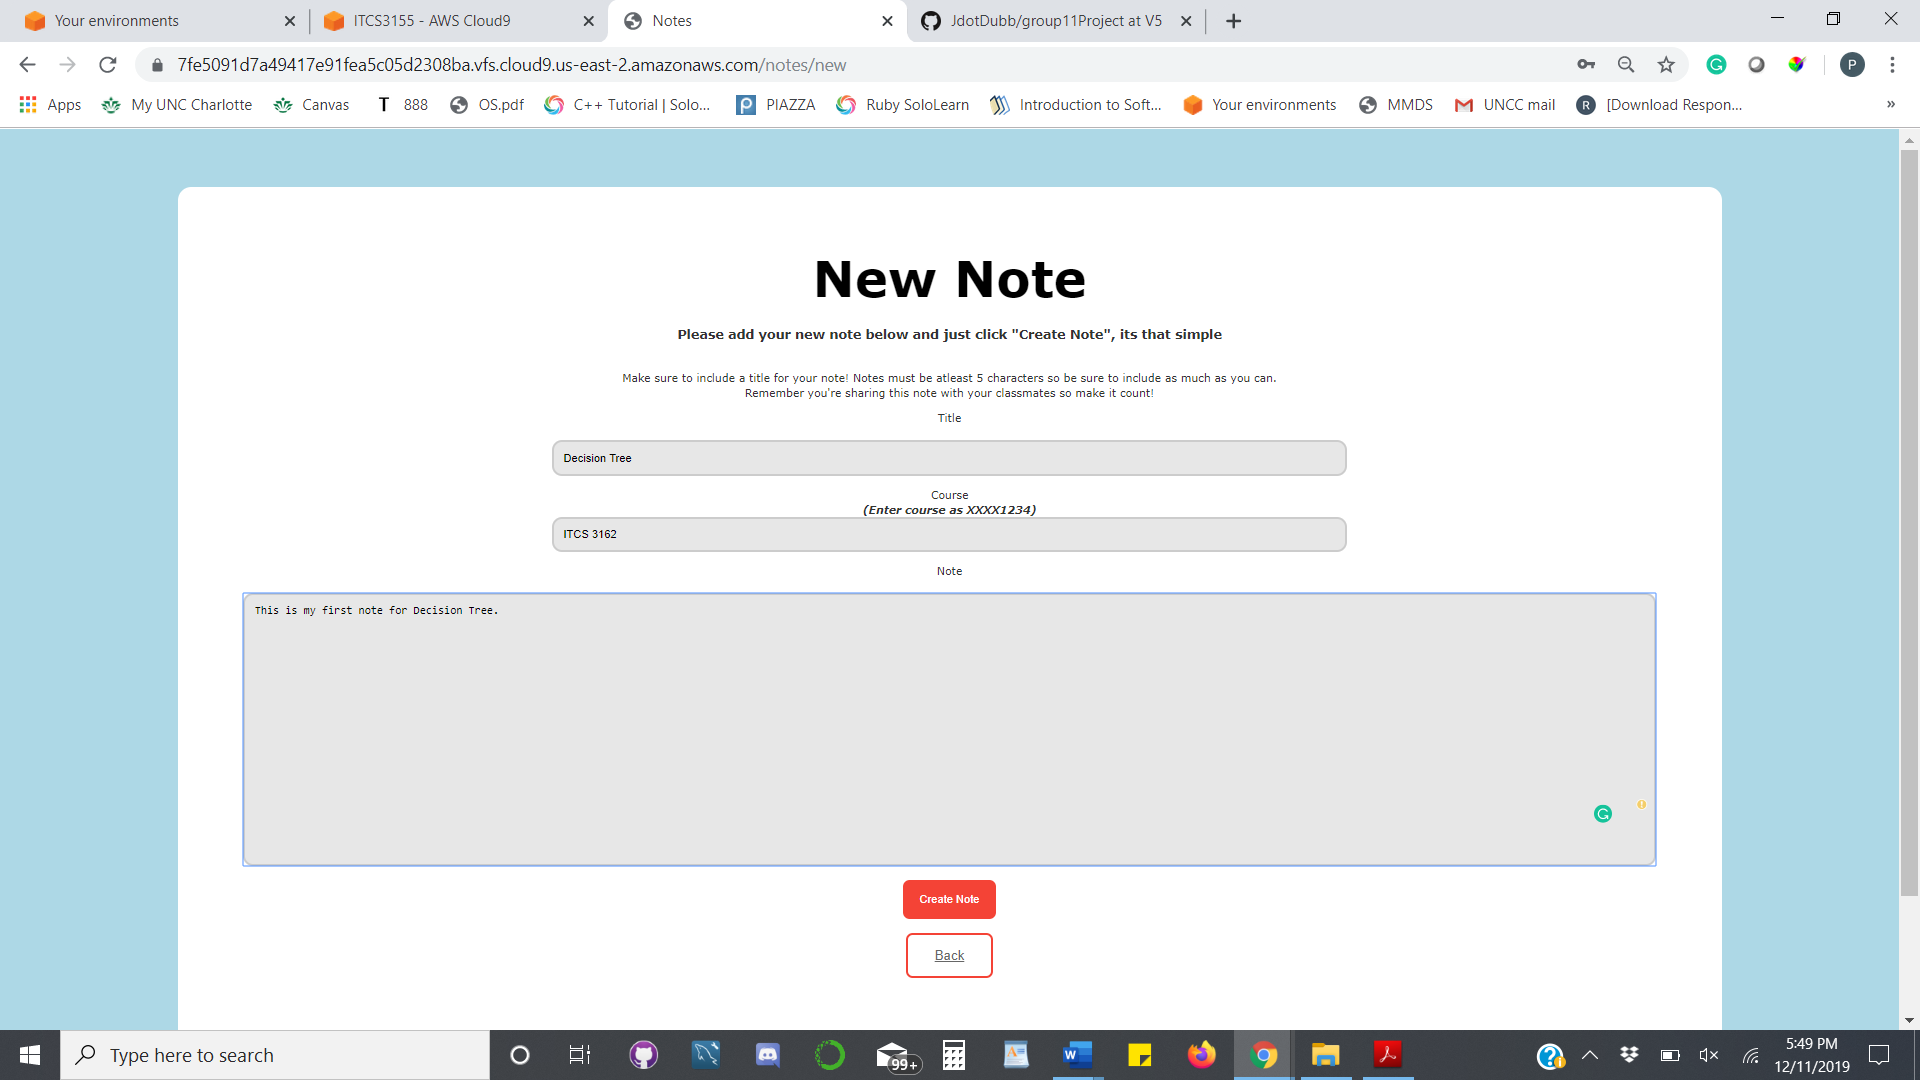 Your environments
ITCS3155 - AWS Cloud9
Notes
JdotDubb/group11Project at V5
7fe5091d7a49417e91fea5c05d2308ba.vfs.cloud9.us-east-2.amazonaws.com/notes/new
P
Apps
My UNC Charlotte
Canvas
T 888
OS.pdf
C++ Tutorial | Solo...
P PIAZZA
Ruby SoloLearn
Introduction to Soft...
Your environments
MMDS
UNCC mail
R [Download Respon...
»
New Note
Please add your new note below and just click "Create Note", its that simple
Make sure to include a title for your note! Notes must be atleast 5 characters so be sure to include as much as you can.
Remember you're sharing this note with your classmates so make it count!
Title
Decision Tree
Course
(Enter course as XXXX1234)
ITCS 3162
Note
This is my first note for Decision Tree.
Create Note
Back
Type here to search
99+
5:49 PM
12/11/2019